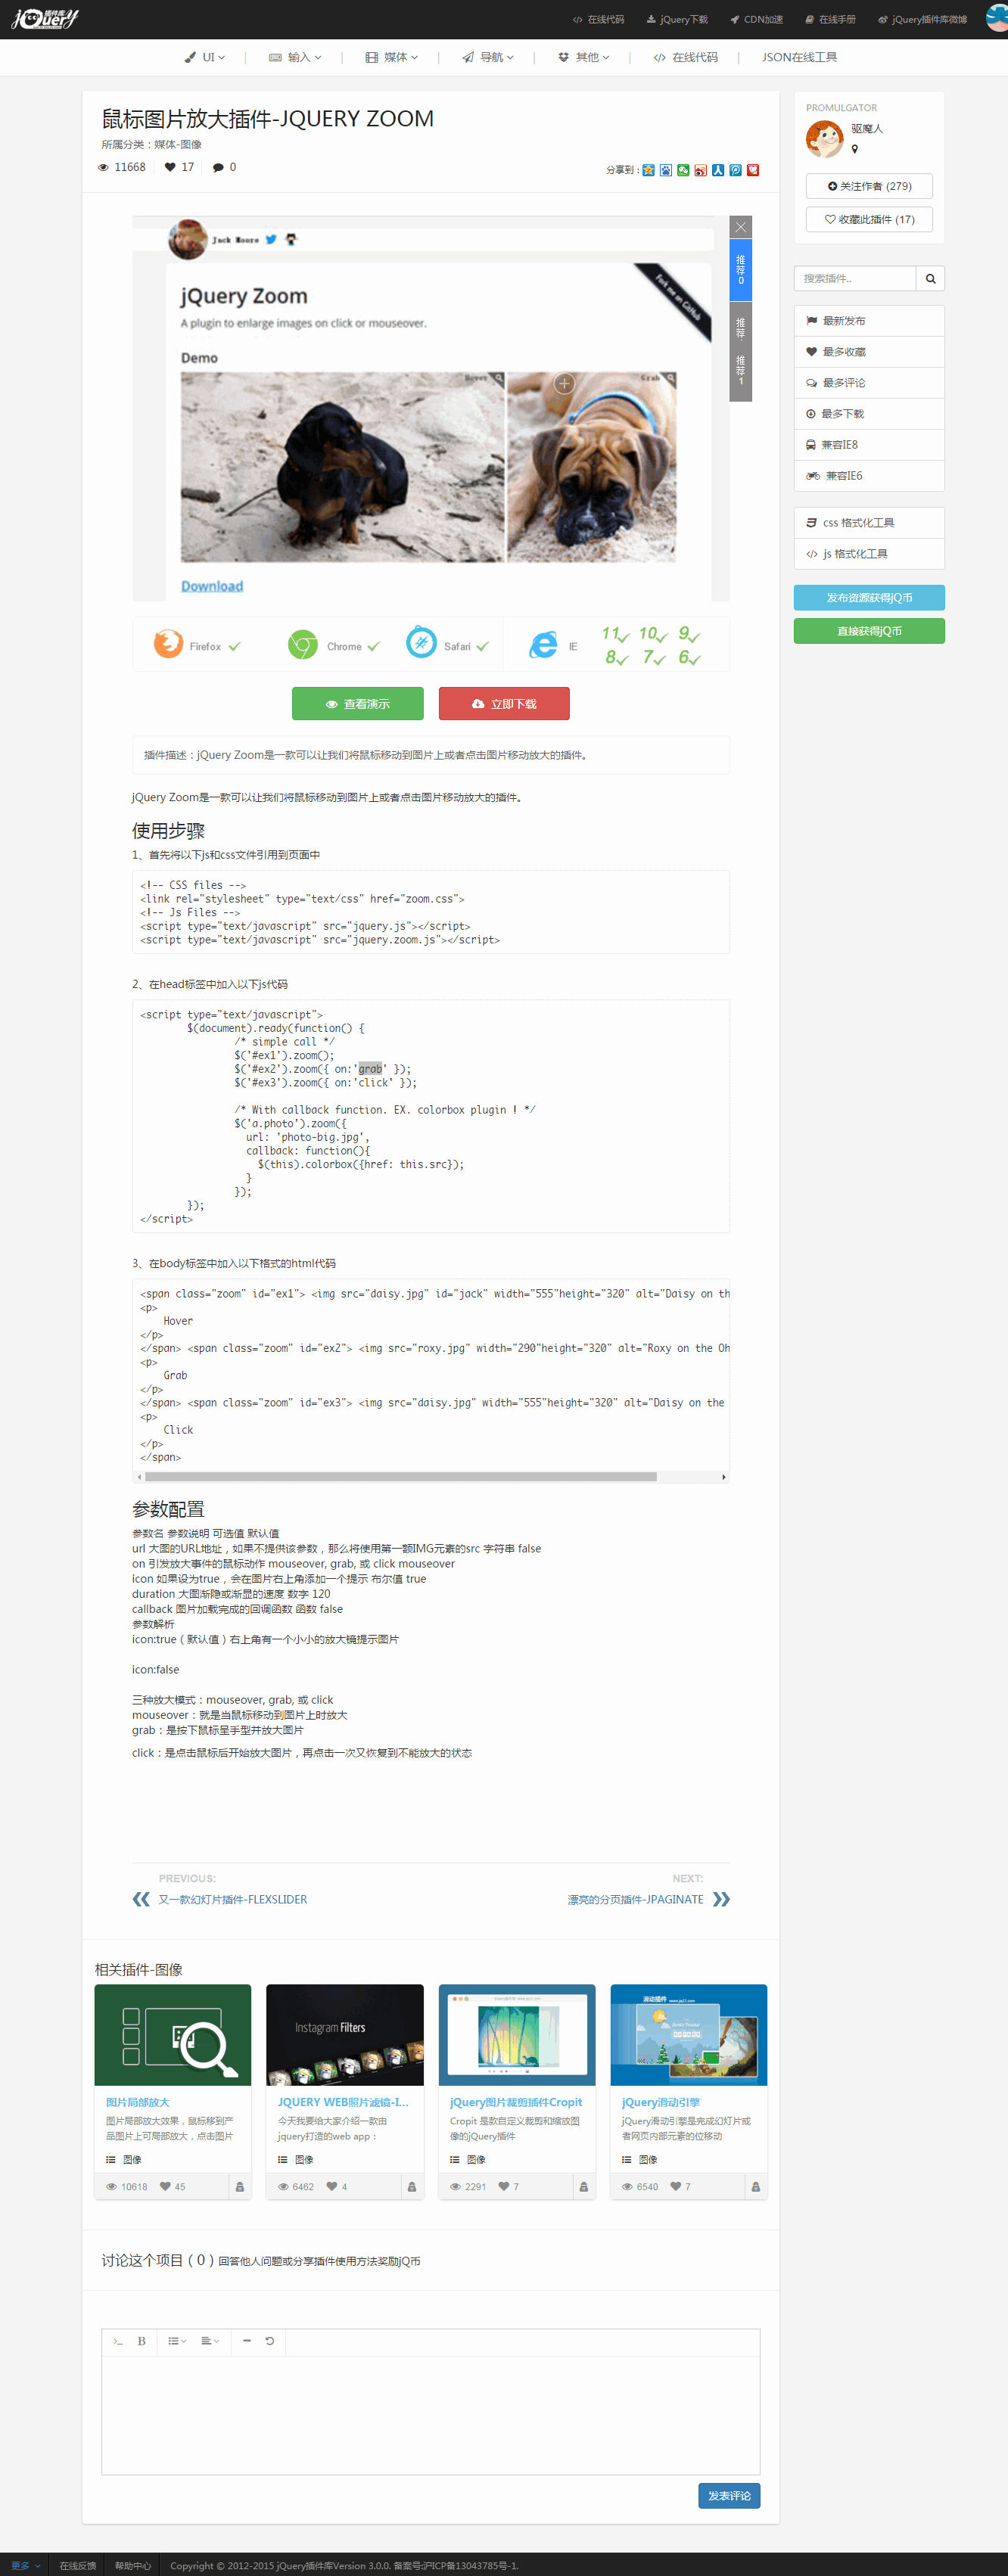 jQuery 插件库
在线代码 jQuery下载 CDN加速 在线手册 jQuery插件库微博
UI | 输入 | 媒体 | 导航 | 其他 | 在线代码 | JSON在线工具
鼠标图片放大插件-JQUERY ZOOM
所属分类：媒体-图像
11668 17 0
分享到：
PROMULGATOR
驱魔人
关注作者 (279)
收藏此插件 (17)
搜索插件..
最新发布
最多收藏
最多评论
最多下载
兼容IE8
兼容IE6
css 格式化工具
js 格式化工具
发布资源获得jQ币
直接获得jQ币
Jack Moore
jQuery Zoom
A plugin to enlarge images on click or mouseover.
Fork me on GitHub
Demo
Hover
Grab
Download
推荐0
推荐
推荐1
Firefox Chrome Safari IE 11 10 9
8 7 6
查看演示 立即下载
插件描述：jQuery Zoom是一款可以让我们将鼠标移动到图片上或者点击图片移动放大的插件。
jQuery Zoom是一款可以让我们将鼠标移动到图片上或者点击图片移动放大的插件。
使用步骤
1、首先将以下js和css文件引用到页面中
<!-- CSS files -->
<link rel="stylesheet" type="text/css" href="zoom.css">
<!-- Js Files -->
<script type="text/javascript" src="jquery.js"></script>
<script type="text/javascript" src="jquery.zoom.js"></script>
2、在head标签中加入以下js代码
<script type="text/javascript">
$(document).ready(function() {
/* simple call */
$('#ex1').zoom();
$('#ex2').zoom({ on:'grab' });
$('#ex3').zoom({ on:'click' });
/* With callback function. EX. colorbox plugin ! */
$('a.photo').zoom({
url: 'photo-big.jpg',
callback: function(){
$(this).colorbox({href: this.src});
}
});
});
</script>
3、在body标签中加入以下格式的html代码
<span class="zoom" id="ex1"> <img src="daisy.jpg" id="jack" width="555"height="320" alt="Daisy on th
<p>
Hover
</p>
</span> <span class="zoom" id="ex2"> <img src="roxy.jpg" width="290"height="320" alt="Roxy on the Oh
<p>
Grab
</p>
</span> <span class="zoom" id="ex3"> <img src="daisy.jpg" width="555"height="320" alt="Daisy on the
<p>
Click
</p>
</span>
参数配置
参数名 参数说明 可选值 默认值
url 大图的URL地址，如果不提供该参数，那么将使用第一颗IMG元素的src 字符串 false
on 引发放大事件的鼠标动作 mouseover, grab, 或 click mouseover
icon 如果设为true，会在图片右上角添加一个提示 布尔值 true
duration 大图渐隐或渐显的速度 数字 120
callback 图片加载完成的回调函数 函数 false
参数解析
icon:true（默认值）右上角有一个小小的放大镜提示图片
icon:false
三种放大模式：mouseover, grab, 或 click
mouseover：就是当鼠标移动到图片上时放大
grab：是按下鼠标呈手型并放大图片
click：是点击鼠标后开始放大图片，再点击一次又恢复到不能放大的状态
PREVIOUS: NEXT:
又一款幻灯片插件-FLEXSLIDER 漂亮的分页插件-JPAGINATE
相关插件-图像
Instagram Filters
图片局部放大
图片局部放大效果，鼠标移到产
品图片上可局部放大，点击图片
图像
10618 45
JQUERY WEB照片滤镜-I...
今天我要给大家介绍一款由
jquery打造的web app：
图像
6462 4
jQuery图片裁剪插件Cropit
Cropit 是款自定义裁剪和缩放图
像的jQuery插件
图像
2291 7
滚动插件 www.jq22.com
jQuery滑动引擎
jQuery滑动引擎是完成幻灯片或
者网页内部元素的位移动
图像
6540 7
讨论这个项目（0）回答他人问题或分享插件使用方法奖励jQ币
B
发表评论
更多 在线反馈 帮助中心 Copyright © 2012-2015 jQuery插件库Version 3.0.0. 备案号:沪ICP备13043785号-1.